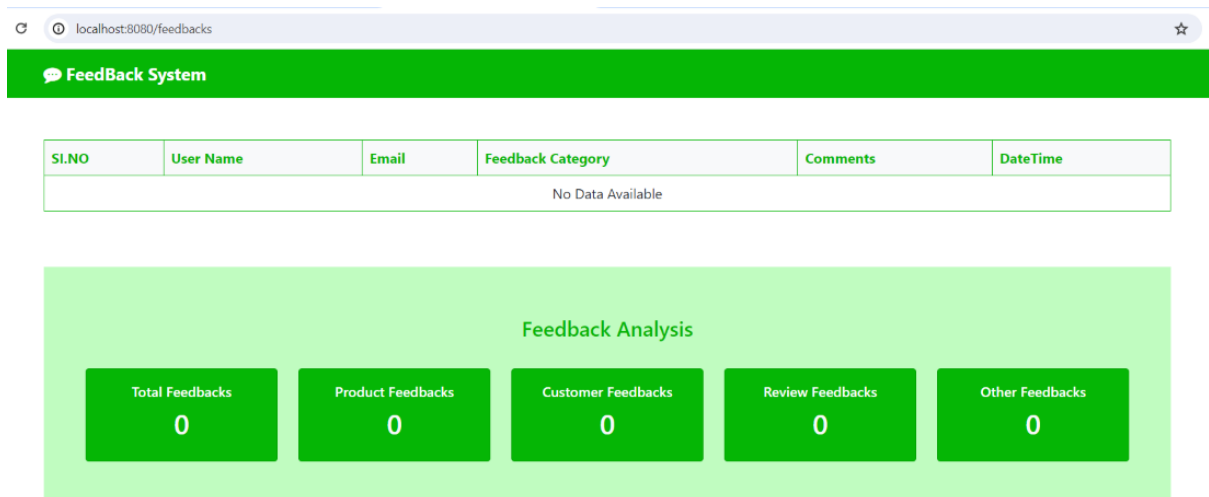 localhost:8080/feedbacks
FeedBack System
SI.NO User Name Email Feedback Category Comments DateTime
No Data Available
Feedback Analysis
Total Feedbacks Product Feedbacks Customer Feedbacks Review Feedbacks Other Feedbacks
0 0 0 0 0